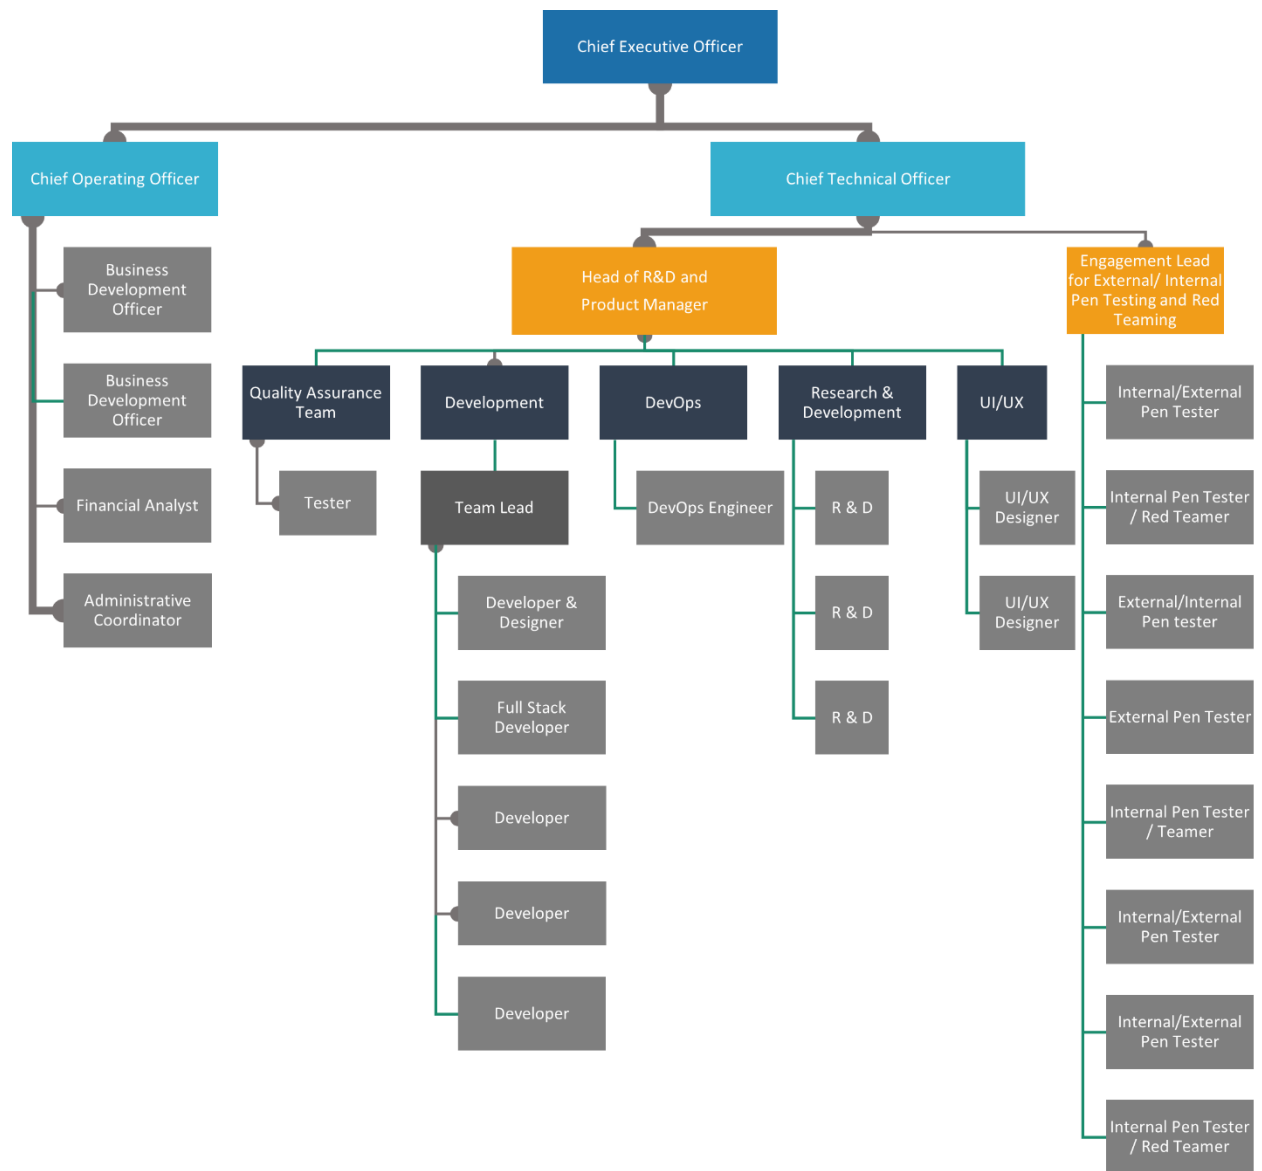 Chief Executive Officer
Chief Operating Officer
Chief Technical Officer
Business
Development
Officer
Business
Development
Officer
Financial Analyst
Administrative
Coordinator
Head of R&D and
Product Manager
Engagement Lead
for External/ Internal
Pen Testing and Red
Teaming
Quality Assurance
Team
Tester
Development
Team Lead
Developer &
Designer
Full Stack
Developer
Developer
Developer
Developer
DevOps
DevOps Engineer
Research &
Development
R & D
R & D
R & D
UI/UX
UI/UX
Designer
UI/UX
Designer
Internal/External
Pen Tester
Internal Pen Tester
/ Red Teamer
External/Internal
Pen tester
External Pen Tester
Internal Pen Tester
/ Teamer
Internal/External
Pen Tester
Internal/External
Pen Tester
Internal Pen Tester
/ Red Teamer